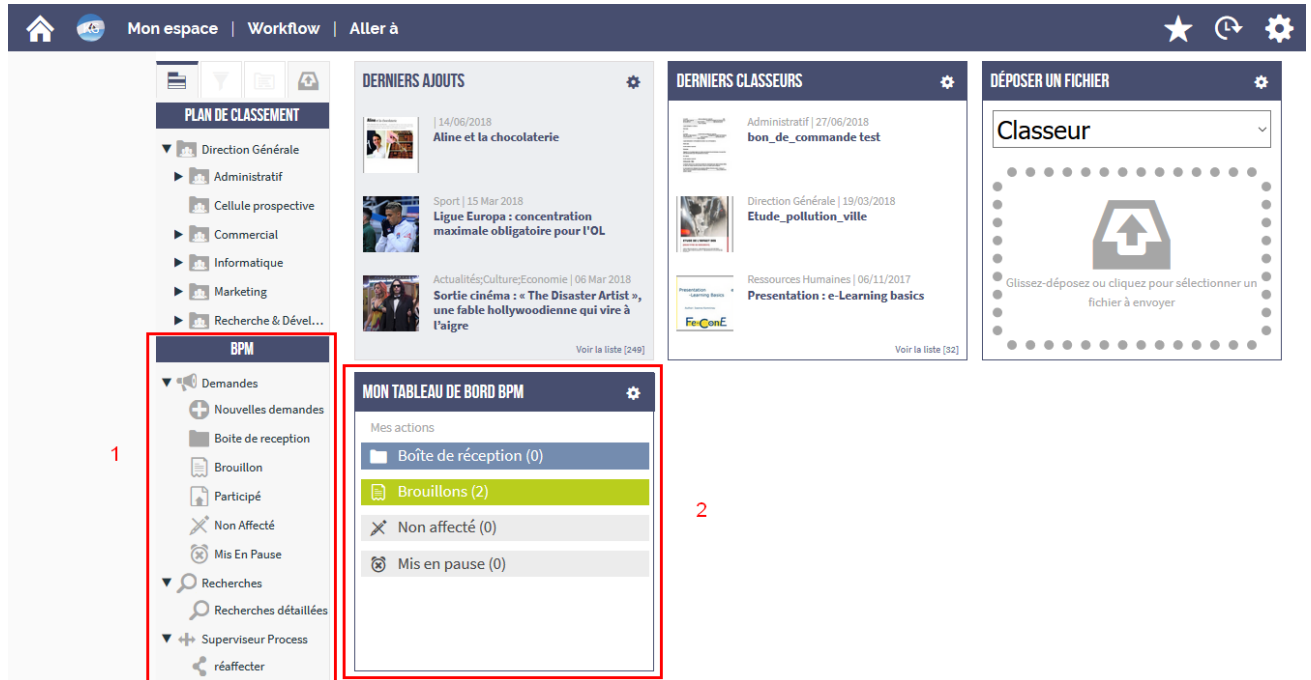 Mon espace | Workflow | Aller à
PLAN DE CLASSEMENT
Direction Générale
Administratif
Cellule prospective
Commercial
Informatique
Marketing
Recherche & Dével...
BPM
Demandes
Nouvelles demandes
Boite de reception
Brouillon
Participé
Non Affecté
Mis En Pause
Recherches
Recherches détaillées
Superviseur Process
réaffecter
1
DERNIERS AJOUTS
| 14/06/2018
Aline et la chocolaterie
Sport | 15 Mar 2018
Ligue Europa : concentration
maximale obligatoire pour l'OL
Actualités;Culture;Economie | 06 Mar 2018
Sortie cinéma : « The Disaster Artist »,
une fable hollywoodienne qui vire à
l'aigre
Voir la liste [249]
DERNIERS CLASSEURS
Administratif | 27/06/2018
bon_de_commande test
Direction Générale | 19/03/2018
Etude_pollution_ville
Ressources Humaines | 06/11/2017
Presentation : e-Learning basics
Voir la liste [32]
DÉPOSER UN FICHIER
Classeur
Glissez-déposez ou cliquez pour sélectionner un
fichier à envoyer
MON TABLEAU DE BORD BPM
Mes actions
Boîte de réception (0)
Brouillons (2)
Non affecté (0)
Mis en pause (0)
2